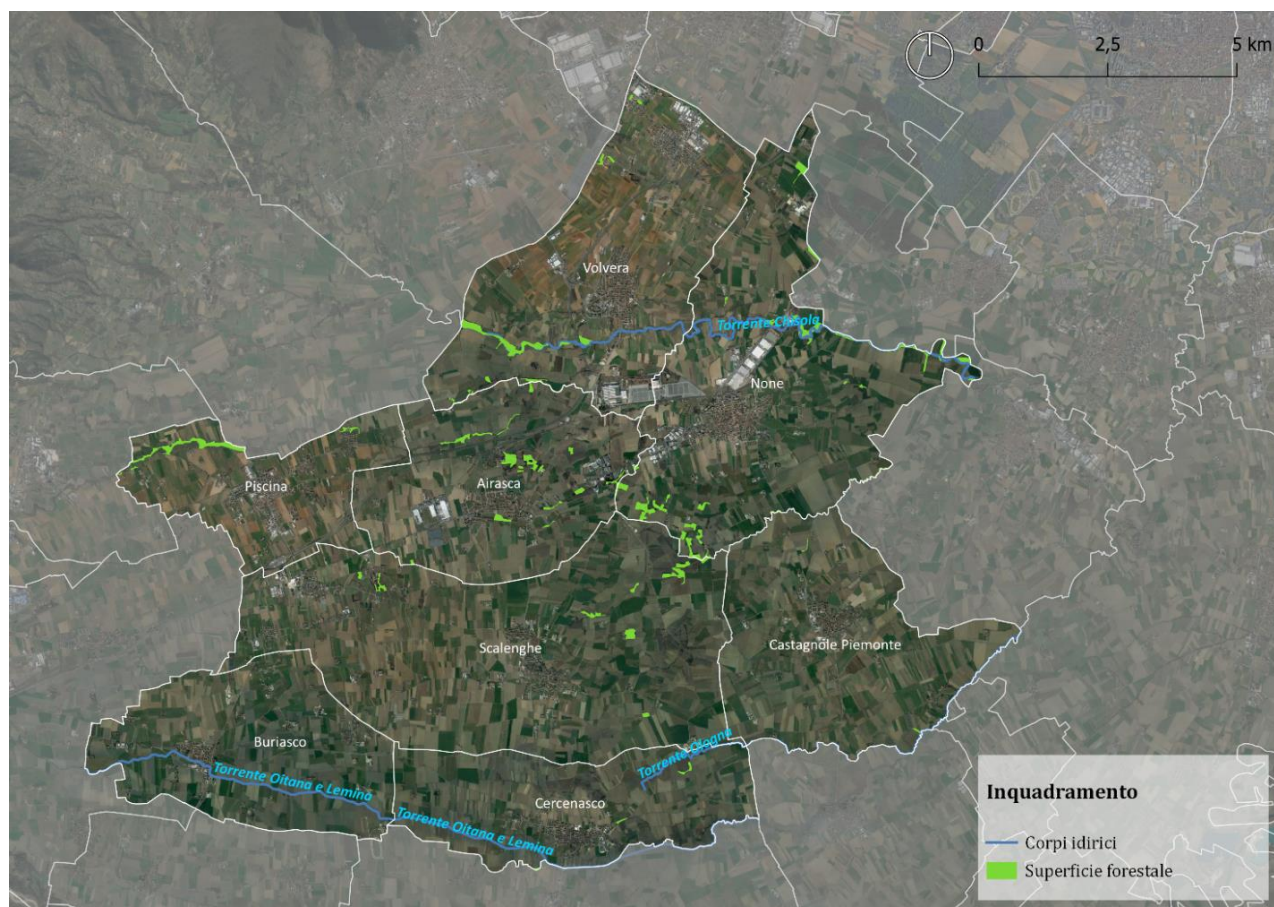 0 2,5 5 km
Volvera
Torrente Chisola
None
Piscina
Airasca
Scalenghe
Castagnole Piemonte
Buriasco
Torrente Oitana e Lemina
Torrente Ologna
Cercenasco
Torrente Oitana e Lemina
Inquadramento
Corpi idirici
Superficie forestale